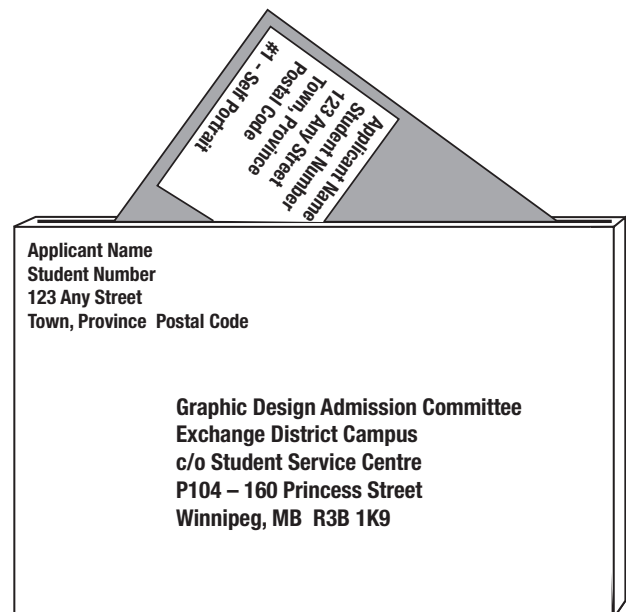 Applicant Name
Student Number
123 Any Street
Town, Province
Postal Code
#1 - Self Portrait
Applicant Name
Student Number
123 Any Street
Town, Province  Postal Code
Graphic Design Admission Committee
Exchange District Campus
c/o Student Service Centre
P104 – 160 Princess Street
Winnipeg, MB  R3B 1K9